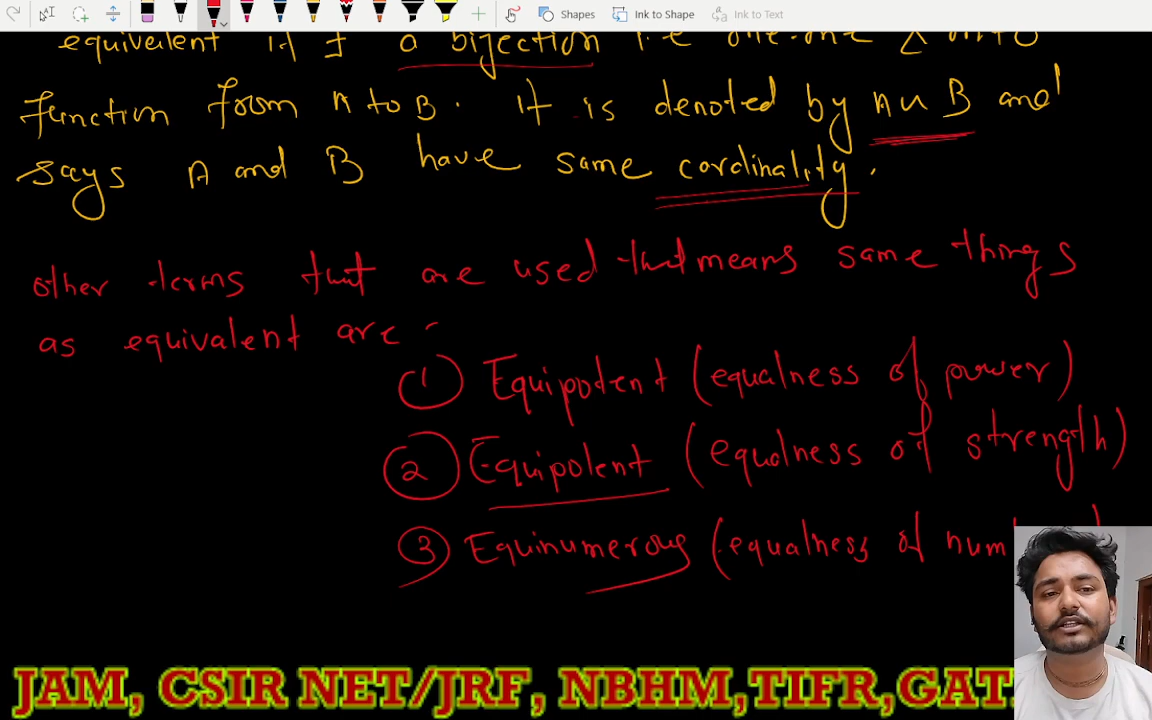 Shapes Ink to Shape Ink to Text
equivalent if ∃ a bijection i.e one-one & onto
function from A to B. It is denoted by A ~ B and
says A and B have same cardinality.
other terms that are used that means same things
as equivalent are
① Equipotent (equalness of power)
② Equipolent (equalness of strength)
③ Equinumerous (equalness of num
JAM, CSIR NET/JRF, NBHM,TIFR,GAT